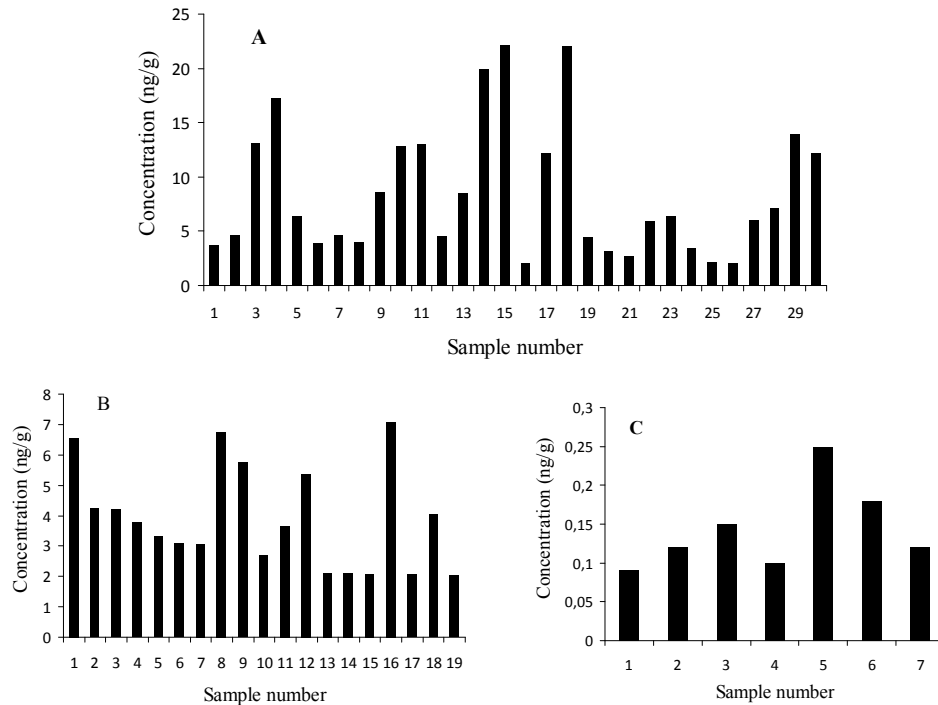 A
Concentration (ng/g)
25
20
15
10
5
0
1 3 5 7 9 11 13 15 17 19 21 23 25 27 29
Sample number
B
Concentration (ng/g)
8
7
6
5
4
3
2
1
0
1 2 3 4 5 6 7 8 9 10 11 12 13 14 15 16 17 18 19
Sample number
C
Concentration (ng/g)
0,3
0,25
0,2
0,15
0,1
0,05
0
1 2 3 4 5 6 7
Sample number